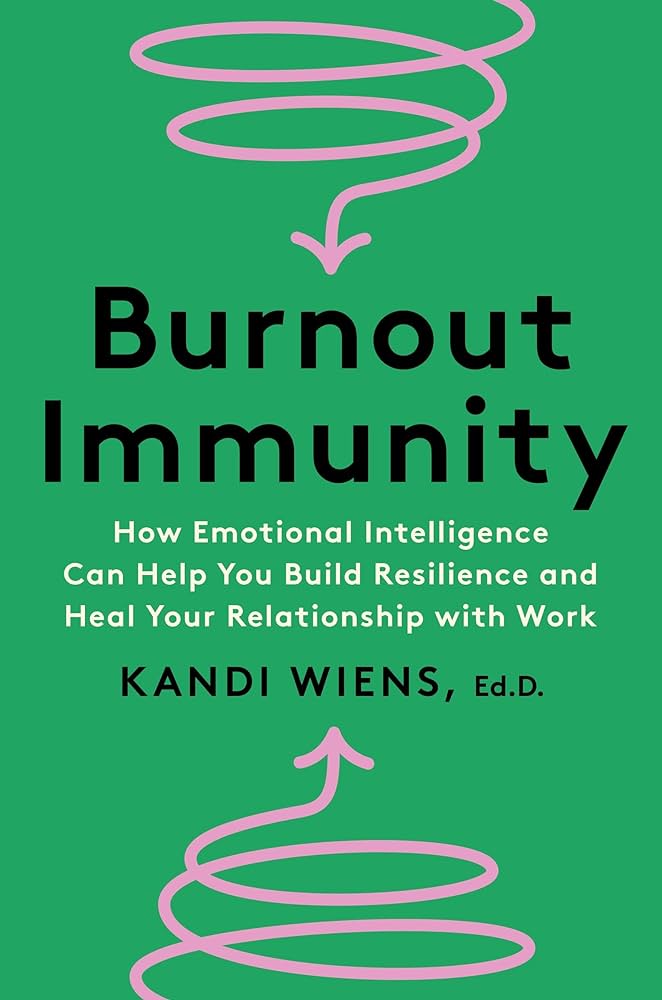 Burnout
Immunity
How Emotional Intelligence
Can Help You Build Resilience and
Heal Your Relationship with Work
KANDI WIENS, Ed.D.